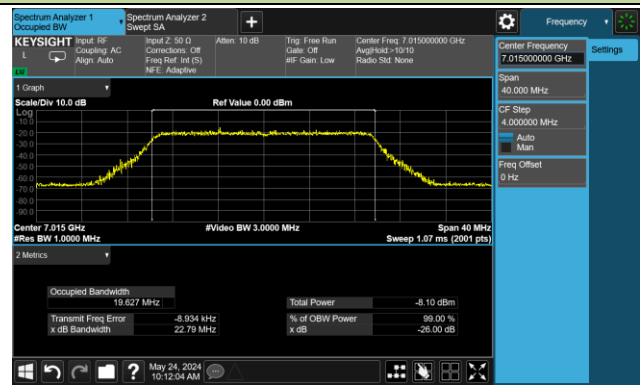 Spectrum Analyzer 1
Occupied BW
Spectrum Analyzer 2
Swept SA
+
Frequency
KEYSIGHT
L
Input: RF
Coupling: AC
Align: Auto
Input Z: 50 Ω
Corrections: Off
Freq Ref: Int (S)
NFE: Adaptive
Atten: 10 dB
Trig: Free Run
Gate: Off
#IF Gain: Low
Center Freq: 7.015000000 GHz
Avg|Hold:>10/10
Radio Std: None
Center Frequency
7.015000000 GHz
Settings
Span
40.000 MHz
CF Step
4.000000 MHz
Auto
Man
Freq Offset
0 Hz
1 Graph
Scale/Div 10.0 dB
Ref Value 0.00 dBm
Log
-10.0
-20.0
-30.0
-40.0
-50.0
-60.0
-70.0
-80.0
-90.0
Center 7.015 GHz
#Video BW 3.0000 MHz
Span 40 MHz
#Res BW 1.0000 MHz
Sweep 1.07 ms (2001 pts)
2 Metrics
Occupied Bandwidth
19.627 MHz
Total Power
-8.10 dBm
Transmit Freq Error
-8.934 kHz
% of OBW Power
99.00 %
x dB Bandwidth
22.79 MHz
x dB
-26.00 dB
?
May 24, 2024
10:12:04 AM